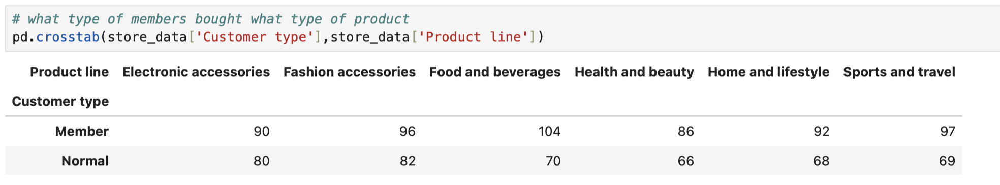 # what type of members bought what type of product
pd.crosstab(store_data['Customer type'],store_data['Product line'])
Product line Electronic accessories Fashion accessories Food and beverages Health and beauty Home and lifestyle Sports and travel
Customer type
Member 90 96 104 86 92 97
Normal 80 82 70 66 68 69